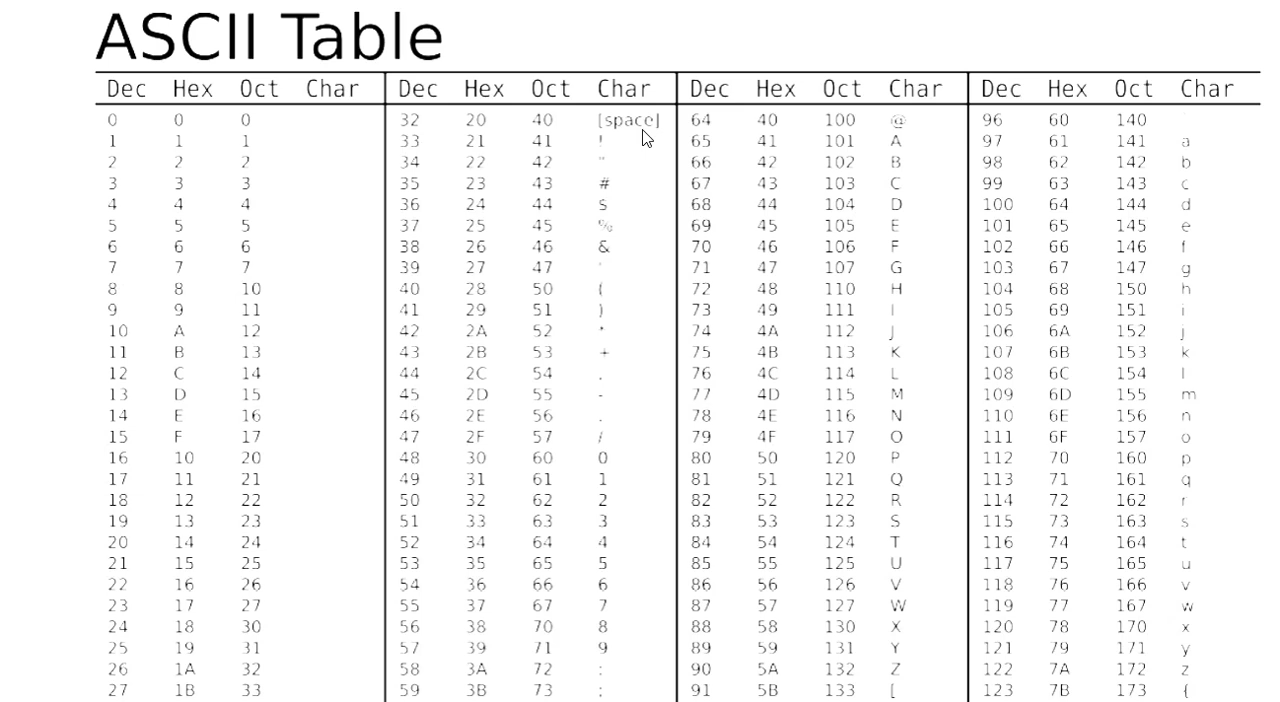 ASCII Table
Dec Hex Oct Char Dec Hex Oct Char Dec Hex Oct Char Dec Hex Oct Char
0 0 0 32 20 40 [space] 64 40 100 @ 96 60 140 `
1 1 1 33 21 41 ! 65 41 101 A 97 61 141 a
2 2 2 34 22 42 " 66 42 102 B 98 62 142 b
3 3 3 35 23 43 # 67 43 103 C 99 63 143 c
4 4 4 36 24 44 $ 68 44 104 D 100 64 144 d
5 5 5 37 25 45 % 69 45 105 E 101 65 145 e
6 6 6 38 26 46 & 70 46 106 F 102 66 146 f
7 7 7 39 27 47 ' 71 47 107 G 103 67 147 g
8 8 10 40 28 50 ( 72 48 110 H 104 68 150 h
9 9 11 41 29 51 ) 73 49 111 I 105 69 151 i
10 A 12 42 2A 52 * 74 4A 112 J 106 6A 152 j
11 B 13 43 2B 53 + 75 4B 113 K 107 6B 153 k
12 C 14 44 2C 54 , 76 4C 114 L 108 6C 154 l
13 D 15 45 2D 55 - 77 4D 115 M 109 6D 155 m
14 E 16 46 2E 56 . 78 4E 116 N 110 6E 156 n
15 F 17 47 2F 57 / 79 4F 117 O 111 6F 157 o
16 10 20 48 30 60 0 80 50 120 P 112 70 160 p
17 11 21 49 31 61 1 81 51 121 Q 113 71 161 q
18 12 22 50 32 62 2 82 52 122 R 114 72 162 r
19 13 23 51 33 63 3 83 53 123 S 115 73 163 s
20 14 24 52 34 64 4 84 54 124 T 116 74 164 t
21 15 25 53 35 65 5 85 55 125 U 117 75 165 u
22 16 26 54 36 66 6 86 56 126 V 118 76 166 v
23 17 27 55 37 67 7 87 57 127 W 119 77 167 w
24 18 30 56 38 70 8 88 58 130 X 120 78 170 x
25 19 31 57 39 71 9 89 59 131 Y 121 79 171 y
26 1A 32 58 3A 72 : 90 5A 132 Z 122 7A 172 z
27 1B 33 59 3B 73 ; 91 5B 133 [ 123 7B 173 {